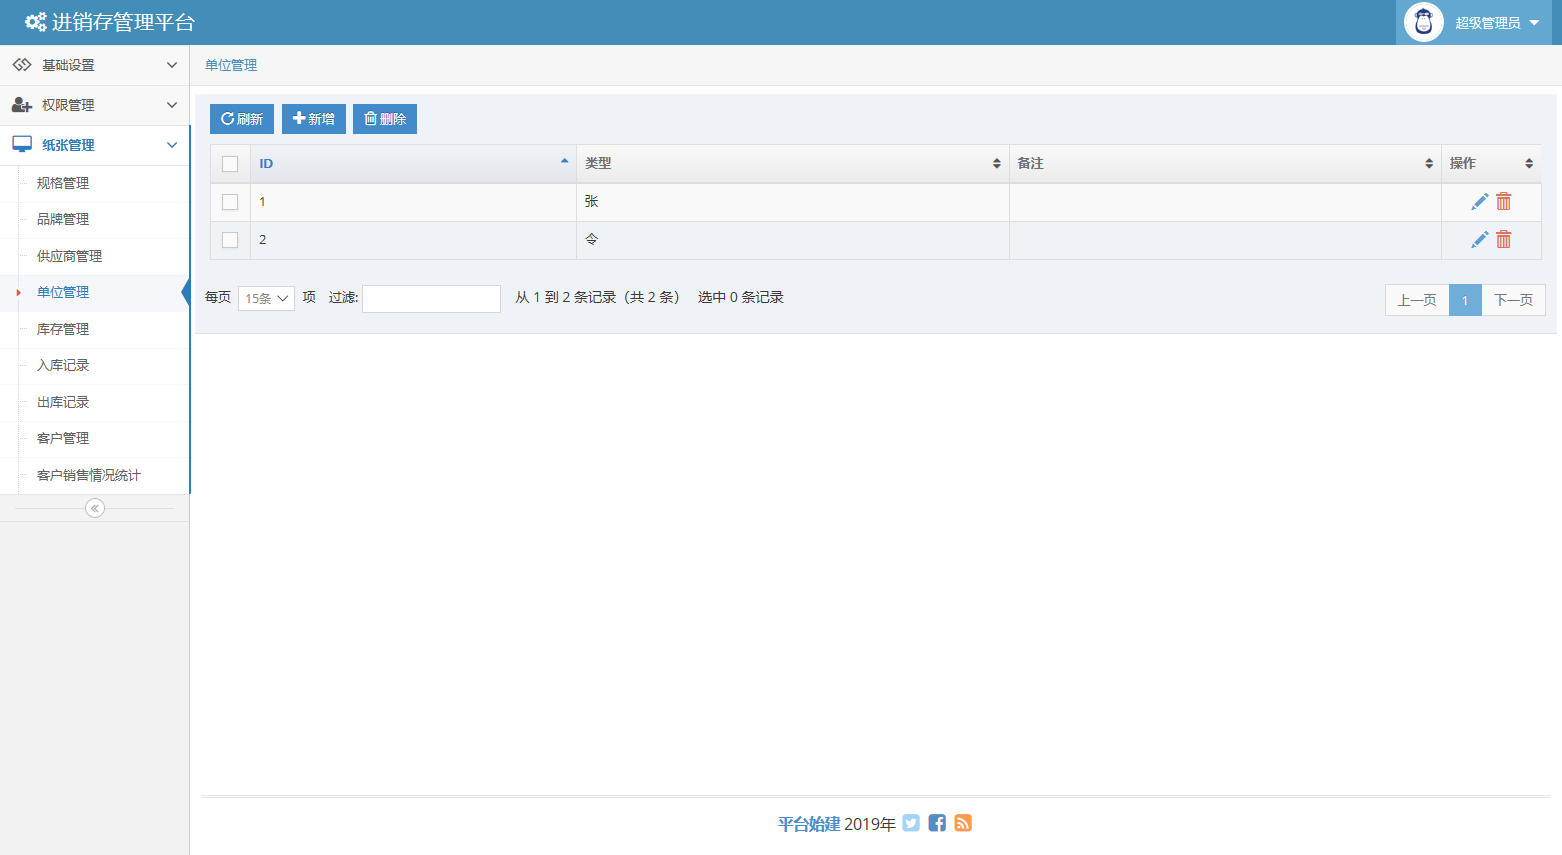 进销存管理平台
超级管理员
基础设置
权限管理
纸张管理
规格管理
品牌管理
供应商管理
单位管理
库存管理
入库记录
出库记录
客户管理
客户销售情况统计
单位管理
刷新 新增 删除
ID 类型 备注 操作
1 张
2 令
每页 15条 项 过滤: 从 1 到 2 条记录（共 2 条） 选中 0 条记录
上一页 1 下一页
平台始建 2019年